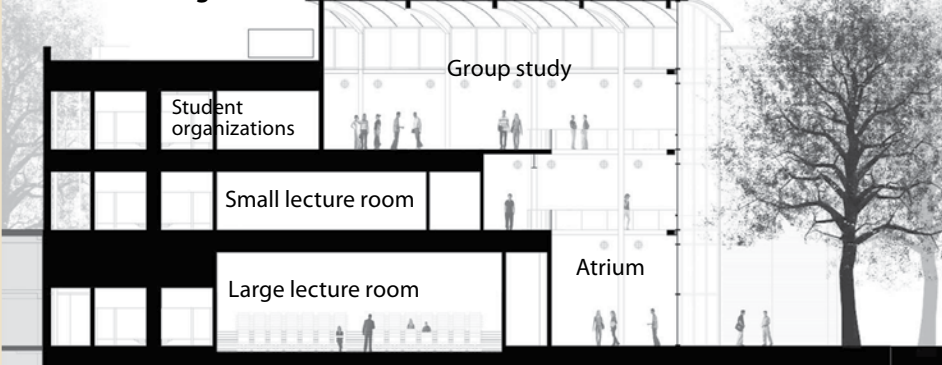 Group study
Student
organizations
Small lecture room
Large lecture room
Atrium